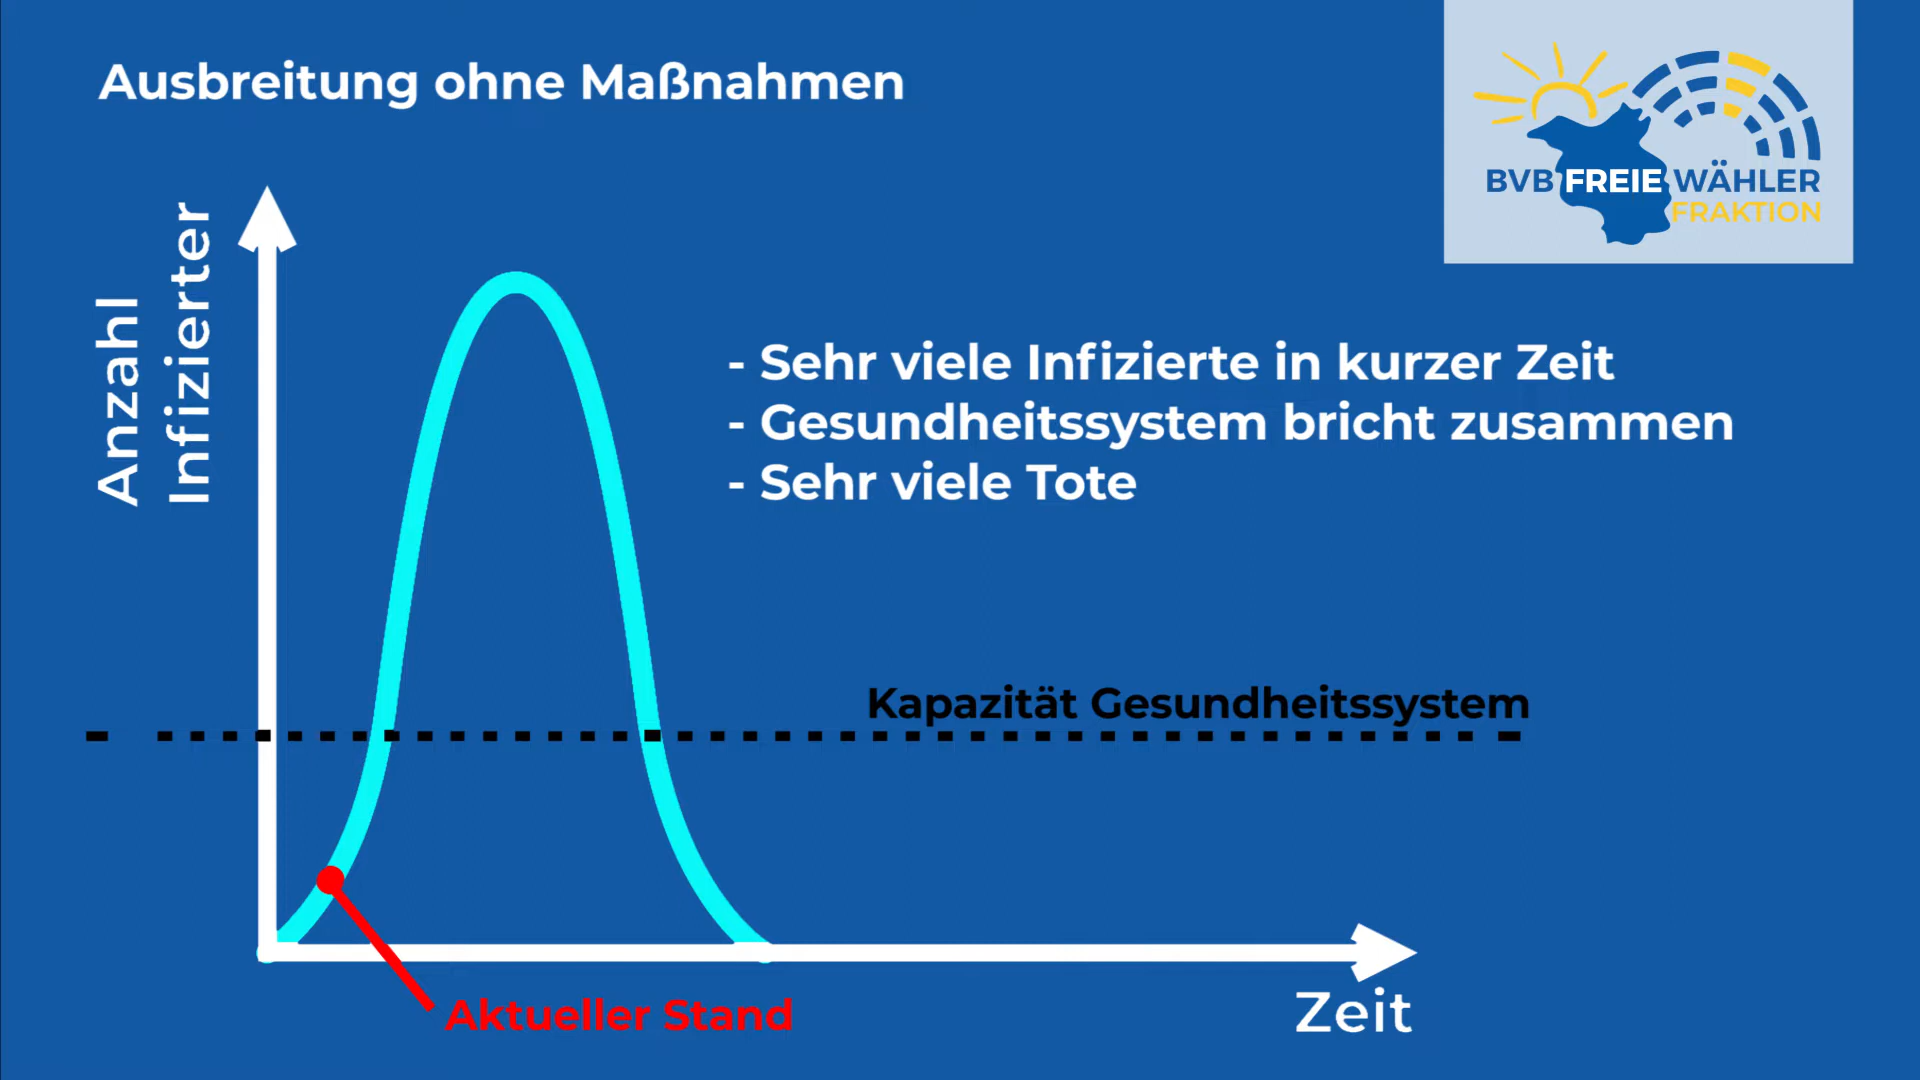 Ausbreitung ohne Maßnahmen
BVB FREIE WÄHLER
FRAKTION
Anzahl
Infizierter
- Sehr viele Infizierte in kurzer Zeit
- Gesundheitssystem bricht zusammen
- Sehr viele Tote
Kapazität Gesundheitssystem
Aktueller Stand
Zeit